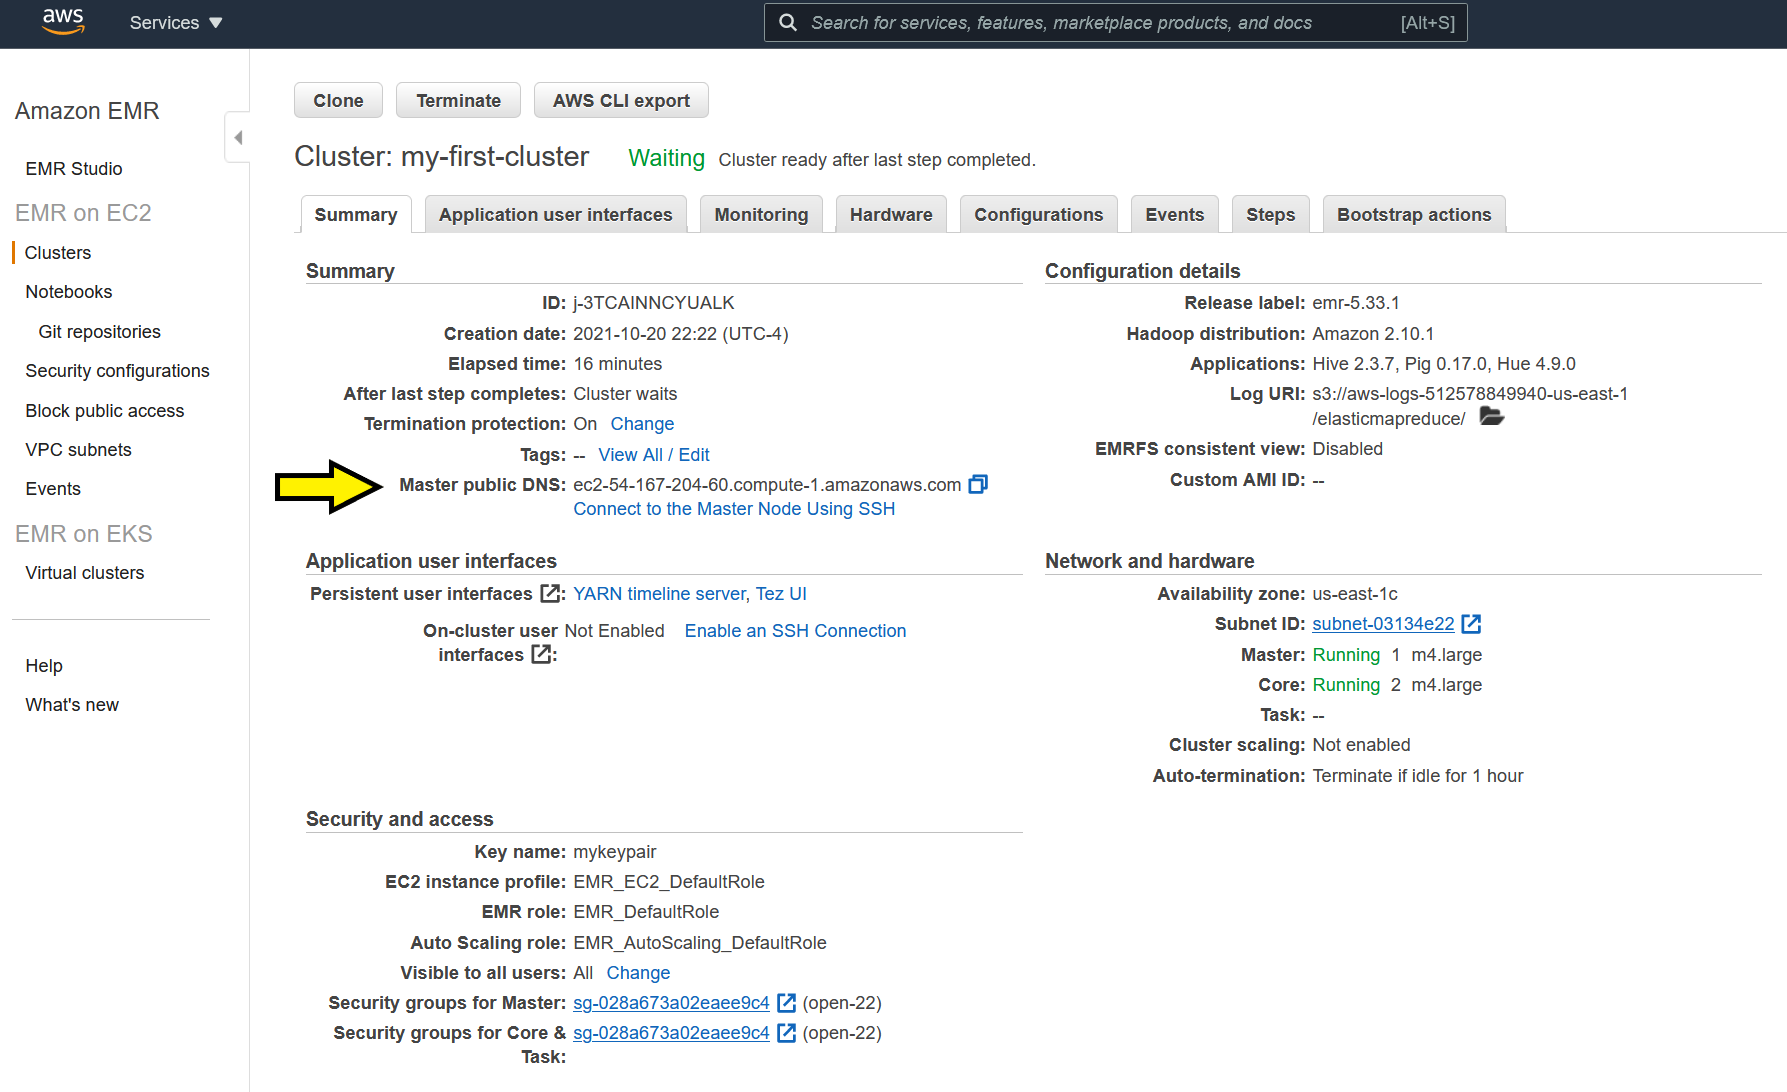 aws
Services
Search for services, features, marketplace products, and docs [Alt+S]
Amazon EMR
EMR Studio
EMR on EC2
Clusters
Notebooks
Git repositories
Security configurations
Block public access
VPC subnets
Events
EMR on EKS
Virtual clusters
Help
What's new
Clone Terminate AWS CLI export
Cluster: my-first-cluster Waiting Cluster ready after last step completed.
Summary Application user interfaces Monitoring Hardware Configurations Events Steps Bootstrap actions
Summary
ID: j-3TCAINNCYUALK
Creation date: 2021-10-20 22:22 (UTC-4)
Elapsed time: 16 minutes
After last step completes: Cluster waits
Termination protection: On Change
Tags: -- View All / Edit
Master public DNS: ec2-54-167-204-60.compute-1.amazonaws.com
Connect to the Master Node Using SSH
Configuration details
Release label: emr-5.33.1
Hadoop distribution: Amazon 2.10.1
Applications: Hive 2.3.7, Pig 0.17.0, Hue 4.9.0
Log URI: s3://aws-logs-512578849940-us-east-1
/elasticmapreduce/
EMRFS consistent view: Disabled
Custom AMI ID: --
Application user interfaces
Persistent user interfaces : YARN timeline server, Tez UI
On-cluster user Not Enabled Enable an SSH Connection
interfaces :
Network and hardware
Availability zone: us-east-1c
Subnet ID: subnet-03134e22
Master: Running 1 m4.large
Core: Running 2 m4.large
Task: --
Cluster scaling: Not enabled
Auto-termination: Terminate if idle for 1 hour
Security and access
Key name: mykeypair
EC2 instance profile: EMR_EC2_DefaultRole
EMR role: EMR_DefaultRole
Auto Scaling role: EMR_AutoScaling_DefaultRole
Visible to all users: All Change
Security groups for Master: sg-028a673a02eaee9c4 (open-22)
Security groups for Core & sg-028a673a02eaee9c4 (open-22)
Task: